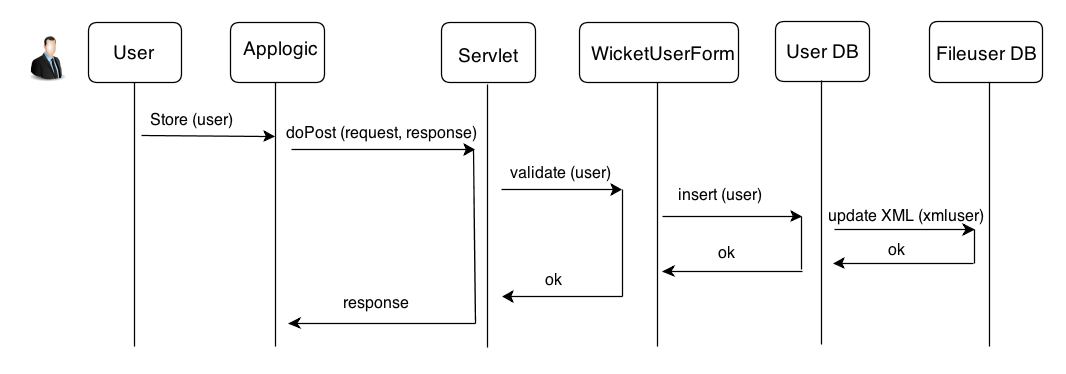 User
Applogic
Servlet
WicketUserForm
User DB
Fileuser DB
Store (user)
doPost (request, response)
validate (user)
insert (user)
update XML (xmluser)
ok
ok
ok
response